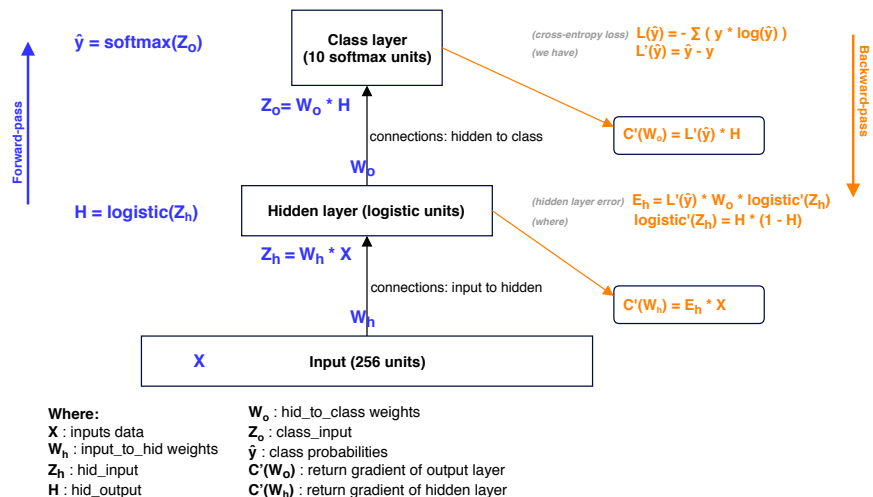 ŷ = softmax(Zₒ)
Class layer
(10 softmax units)
(cross-entropy loss) L(ŷ) = - Σ ( y * log(ŷ) )
(we have) L'(ŷ) = ŷ - y
Forward-pass
Backward-pass
Zₒ= Wₒ * H
C'(Wₒ) = L'(ŷ) * H
connections: hidden to class
Wₒ
H = logistic(Zₕ)
Hidden layer (logistic units)
(hidden layer error) Eₕ = L'(ŷ) * Wₒ * logistic'(Zₕ)
(where) logistic'(Zₕ) = H * (1 - H)
Zₕ = Wₕ * X
connections: input to hidden
C'(Wₕ) = Eₕ * X
Wₕ
X Input (256 units)
Where:
X : inputs data
Wₕ : input_to_hid weights
Zₕ : hid_input
H : hid_output
Wₒ : hid_to_class weights
Zₒ : class_input
ŷ : class probabilities
C'(Wₒ) : return gradient of output layer
C'(Wₕ) : return gradient of hidden layer